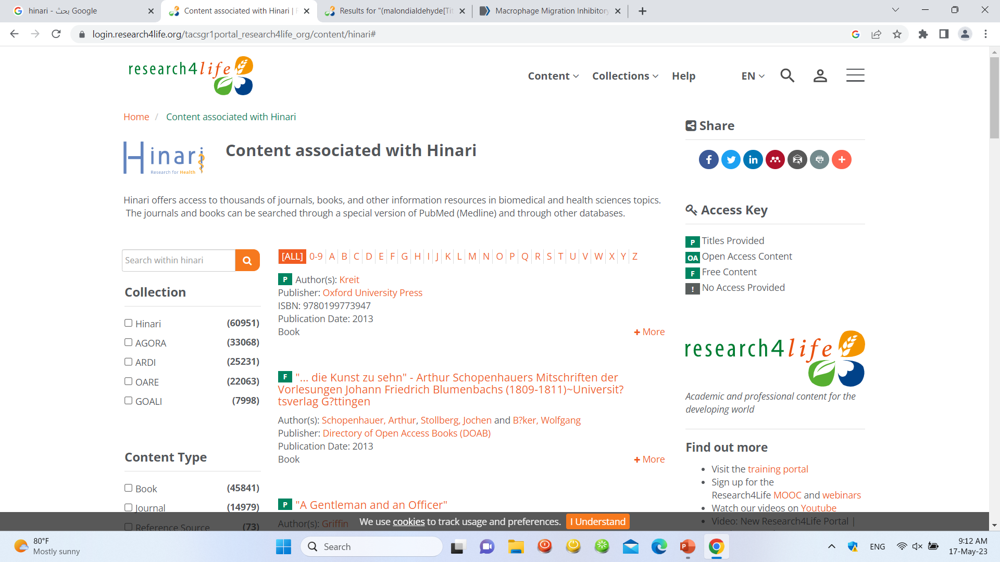 hinari - بحث Google
Content associated with Hinari |
Results for "(malondialdehyde[Tit
Macrophage Migration Inhibitory
login.research4life.org/tacsgr1portal_research4life_org/content/hinari#
research4life
Content
Collections
Help
EN
Home / Content associated with Hinari
Hinari
Research for Health
Content associated with Hinari
Hinari offers access to thousands of journals, books, and other information resources in biomedical and health sciences topics.
The journals and books can be searched through a special version of PubMed (Medline) and through other databases.
Search within hinari
Collection
Hinari (60951)
AGORA (33068)
ARDI (25231)
OARE (22063)
GOALI (7998)
Content Type
Book (45841)
Journal (14979)
Reference Source (73)
[ALL] 0-9 A B C D E F G H I J K L M N O P Q R S T U V W X Y Z
P Author(s): Kreit
Publisher: Oxford University Press
ISBN: 9780199773947
Publication Date: 2013
Book
+ More
F "... die Kunst zu sehn" - Arthur Schopenhauers Mitschriften der
Vorlesungen Johann Friedrich Blumenbachs (1809-1811)~Universit?
tsverlag G?ttingen
Author(s): Schopenhauer, Arthur, Stollberg, Jochen and B?ker, Wolfgang
Publisher: Directory of Open Access Books (DOAB)
Publication Date: 2013
Book
+ More
P "A Gentleman and an Officer"
Author(s): Griffin
Share
Access Key
P Titles Provided
OA Open Access Content
F Free Content
! No Access Provided
research4life
Academic and professional content for the
developing world
Find out more
• Visit the training portal
• Sign up for the
Research4Life MOOC and webinars
• Watch our videos on Youtube
• Video: New Research4Life Portal |
We use cookies to track usage and preferences. I Understand
80°F
Mostly sunny
Search
ENG
9:12 AM
17-May-23